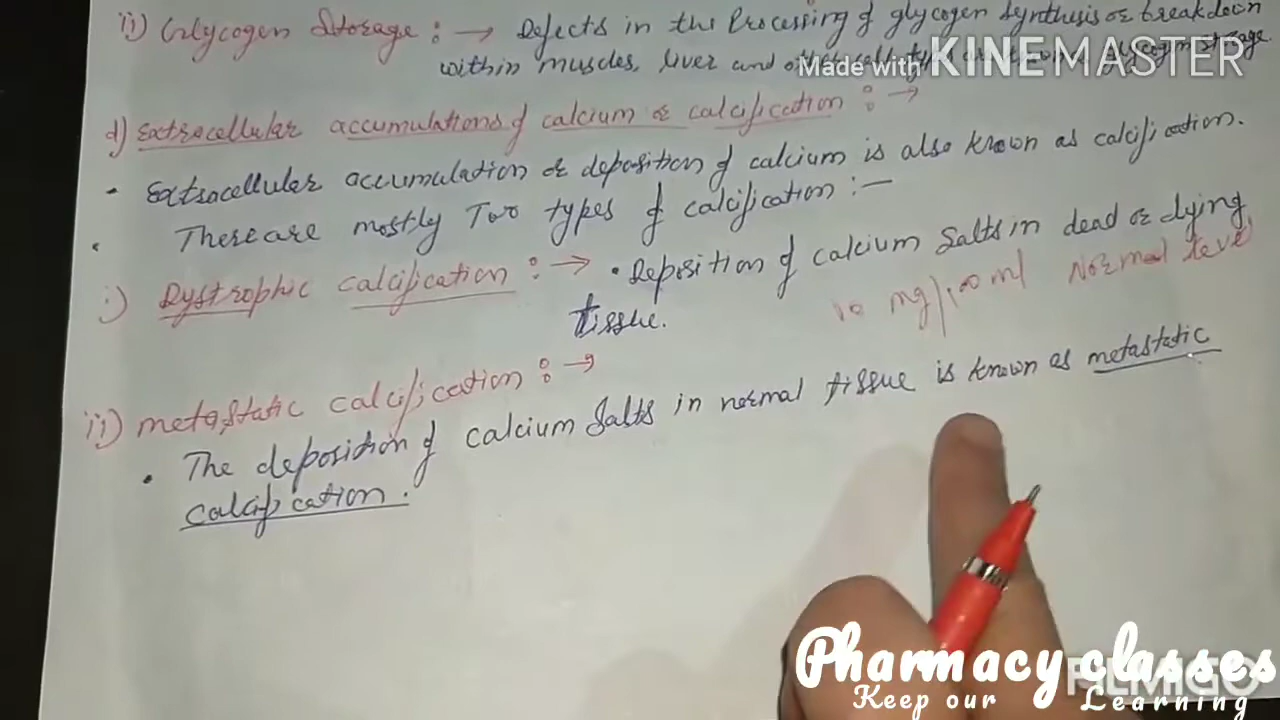 ii) Glycogen Storage :→ Defects in the Processing of glycogen synthesis or breakdown
within muscles, liver and
Made with KINEMASTER
d) Extracellular accumulations of calcium or calcification :→
• Extracellular accumulation or deposition of calcium is also known as calcification.
• There are mostly Two types of calcification :—
i) Dystrophic calcification :→ • Deposition of calcium salts in dead or dying
tissue.
10 mg/100 ml Normal level
ii) metastatic calcification :→
• The deposition of calcium salts in normal tissue is known as metastatic
calcification.
Pharmacy classes
FILMIGO
Keep our Learning